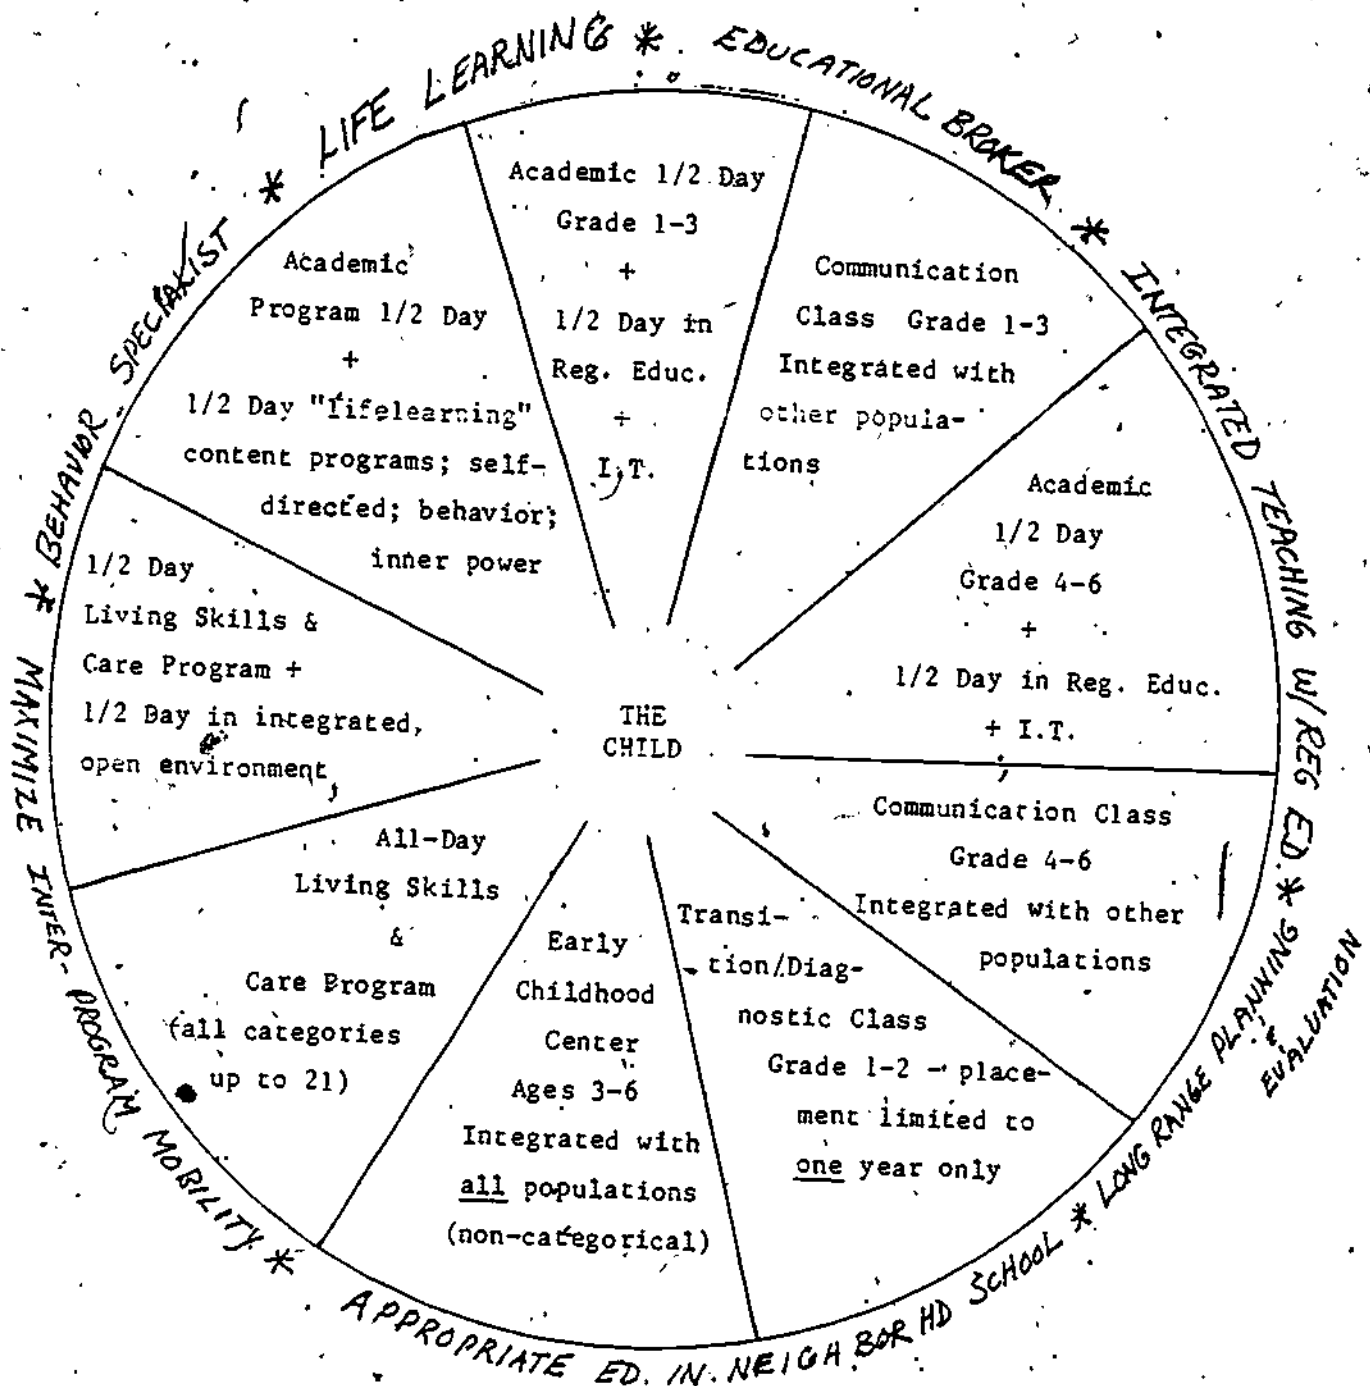 LIFE LEARNING * EDUCATIONAL BROKER * INTEGRATED TEACHING W/ REG ED. * LONG RANGE PLANNING & EVALUATION * APPROPRIATE ED. IN NEIGHBORHD SCHOOL * MAXIMIZE INTER-PROGRAM MOBILITY * BEHAVIOR SPECIALIST *
Academic 1/2 Day
Grade 1-3
+
1/2 Day in
Reg. Educ.
+
I.T.
Communication
Class Grade 1-3
Integrated with
other popula-
tions
Academic
1/2 Day
Grade 4-6
+
1/2 Day in Reg. Educ.
+ I.T.
Communication Class
Grade 4-6
Integrated with other
populations
Transi-
tion/Diag-
nostic Class
Grade 1-2 - place-
ment limited to
one year only
Early
Childhood
Center
Ages 3-6
Integrated with
all populations
(non-categorical)
All-Day
Living Skills
&
Care Program
(all categories
up to 21)
1/2 Day
Living Skills &
Care Program +
1/2 Day in integrated,
open environment
Academic
Program 1/2 Day
+
1/2 Day "lifelearning"
content programs; self-
directed; behavior;
inner power
THE
CHILD